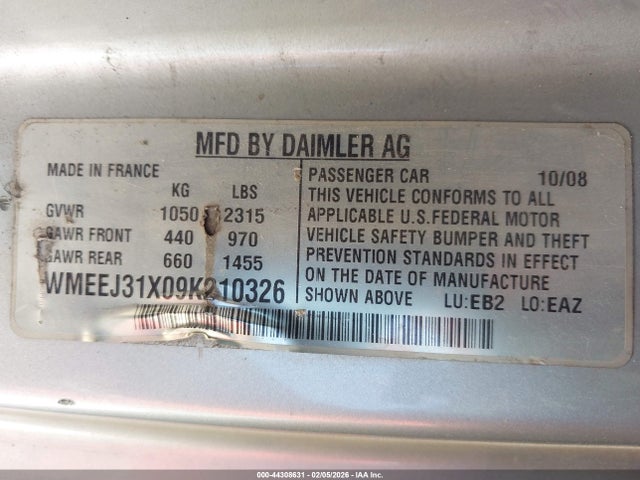 MFD BY DAIMLER AG
MADE IN FRANCE
KG LBS
GVWR 1050 2315
GAWR FRONT 440 970
GAWR REAR 660 1455
WMEEJ31X09K210326
PASSENGER CAR 10/08
THIS VEHICLE CONFORMS TO ALL
APPLICABLE U.S.FEDERAL MOTOR
VEHICLE SAFETY BUMPER AND THEFT
PREVENTION STANDARDS IN EFFECT
ON THE DATE OF MANUFACTURE
SHOWN ABOVE LU:EB2 LO:EAZ
000-44308631 - 02/05/2026 - IAA Inc.